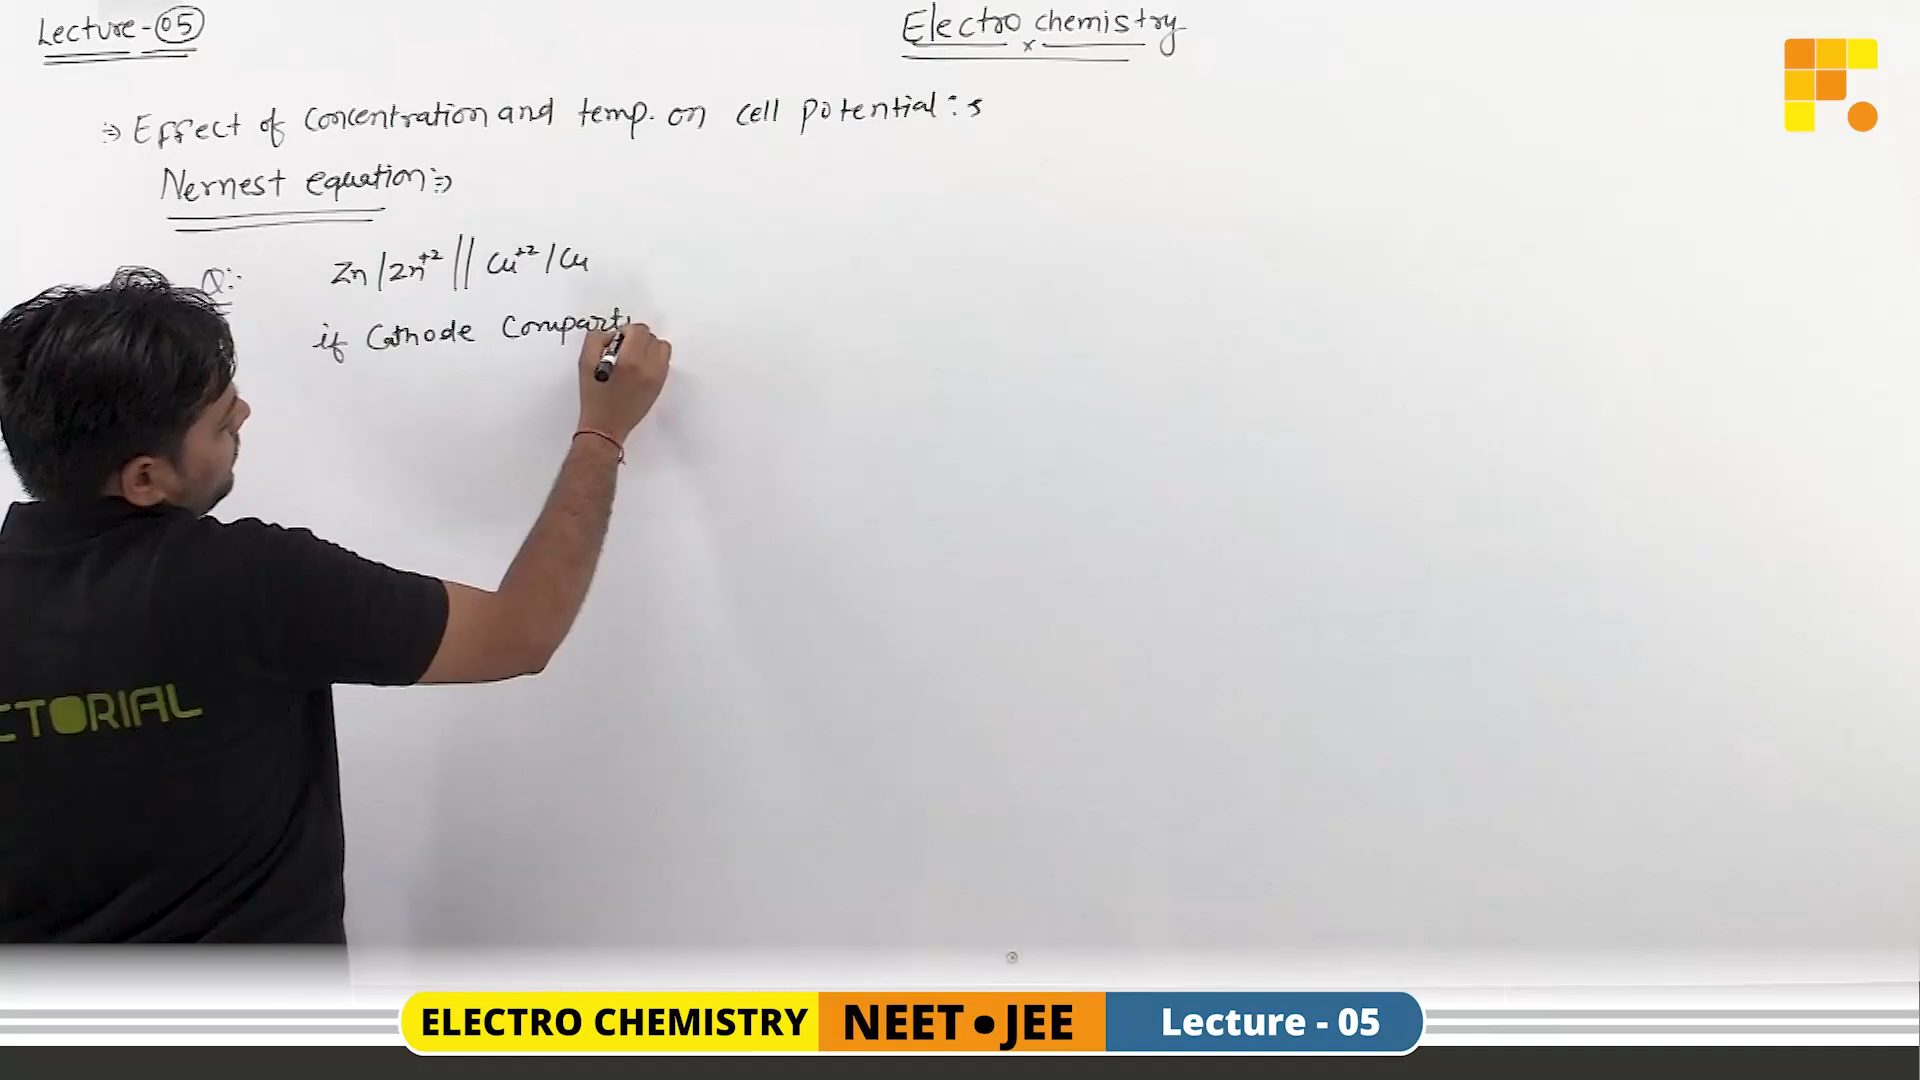 Lecture-05
Electro chemistry
⇒ Effect of concentration and temp. on cell potential:s
Nernest equation:⇒
Q:-
Zn/Zn+2 || Cu+2/Cu
if Cathode Compart
CTORIAL
ELECTRO CHEMISTRY
NEET • JEE
Lecture - 05